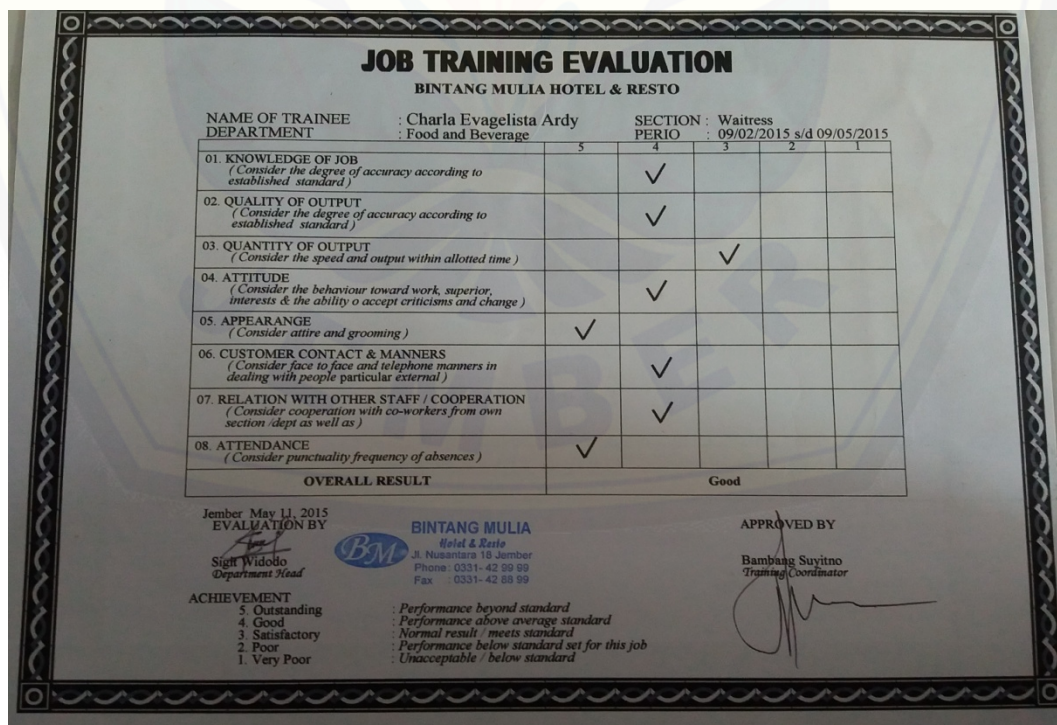 JOB TRAINING EVALUATION
BINTANG MULIA HOTEL & RESTO
NAME OF TRAINEE : Charla Evagelista Ardy SECTION : Waitress
DEPARTMENT : Food and Beverage PERIO : 09/02/2015 s/d 09/05/2015
5 4 3 2 1
01. KNOWLEDGE OF JOB
( Consider the degree of accuracy according to
established standard )
✓
02. QUALITY OF OUTPUT
( Consider the degree of accuracy according to
established standard )
✓
03. QUANTITY OF OUTPUT
( Consider the speed and output within allotted time )
✓
04. ATTITUDE
( Consider the behaviour toward work, superior,
interests & the ability o accept criticisms and change )
✓
05. APPEARANGE
( Consider attire and grooming )
✓
06. CUSTOMER CONTACT & MANNERS
( Consider face to face and telephone manners in
dealing with people particular external )
✓
07. RELATION WITH OTHER STAFF / COOPERATION
( Consider cooperation with co-workers from own
section /dept as well as )
✓
08. ATTENDANCE
( Consider punctuality frequency of absences )
✓
OVERALL RESULT Good
Jember May 11, 2015
EVALUATION BY
Sigit Widodo
Department Head
BM
BINTANG MULIA
Hotel & Resto
Jl. Nusantara 18 Jember
Phone : 0331- 42 99 99
Fax : 0331- 42 88 99
APPROVED BY
Bambang Suyitno
Training Coordinator
ACHIEVEMENT
5. Outstanding : Performance beyond standard
4. Good : Performance above average standard
3. Satisfactory : Normal result / meets standard
2. Poor : Performance below standard set for this job
1. Very Poor : Unacceptable / below standard